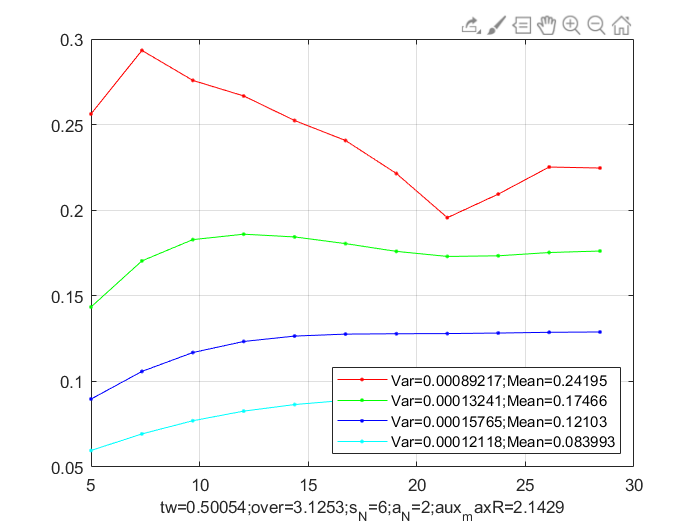 0.3
0.25
0.2
0.15
0.1
0.05
5
10
15
20
25
30
Var=0.00089217;Mean=0.24195
Var=0.00013241;Mean=0.17466
Var=0.00015765;Mean=0.12103
Var=0.00012118;Mean=0.083993
tw=0.50054;over=3.1253;s_N=6;a_N=2;aux_maxR=2.1429